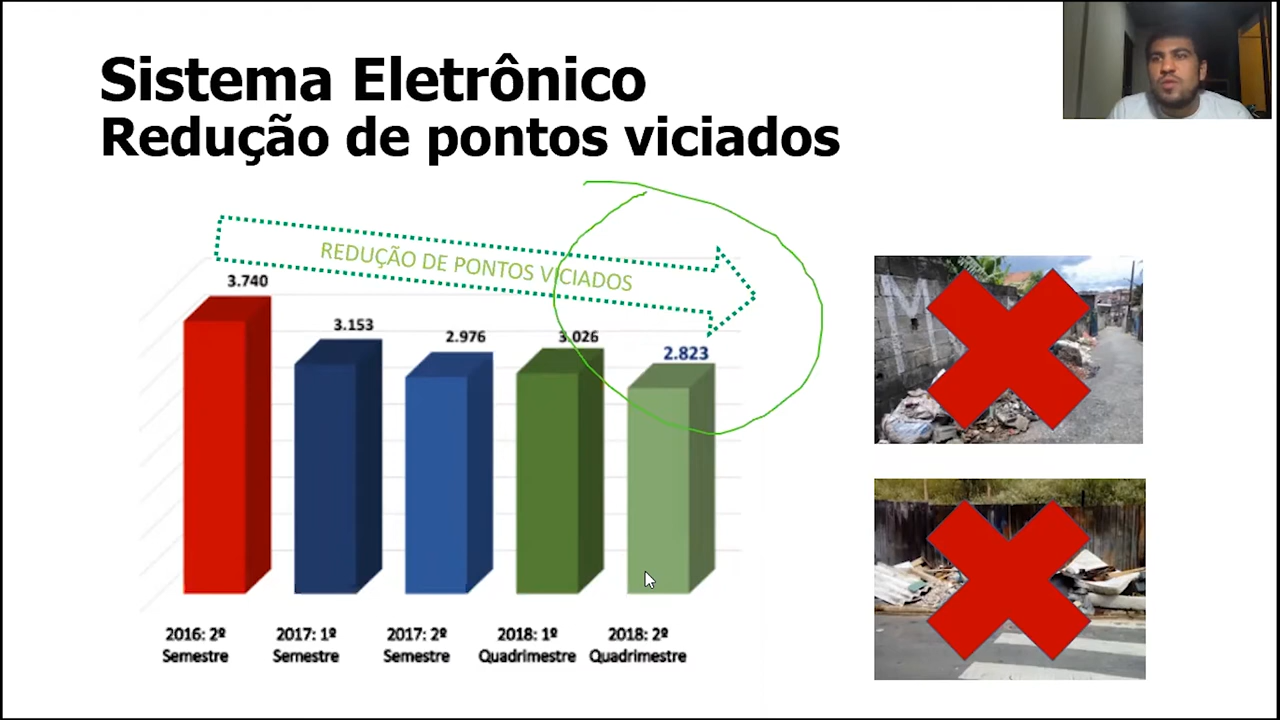 Sistema Eletrônico
Redução de pontos viciados
REDUÇÃO DE PONTOS VICIADOS
3.740
3.153
2.976
3.026
2.823
2016: 2º
Semestre
2017: 1º
Semestre
2017: 2º
Semestre
2018: 1º
Quadrimestre
2018: 2º
Quadrimestre